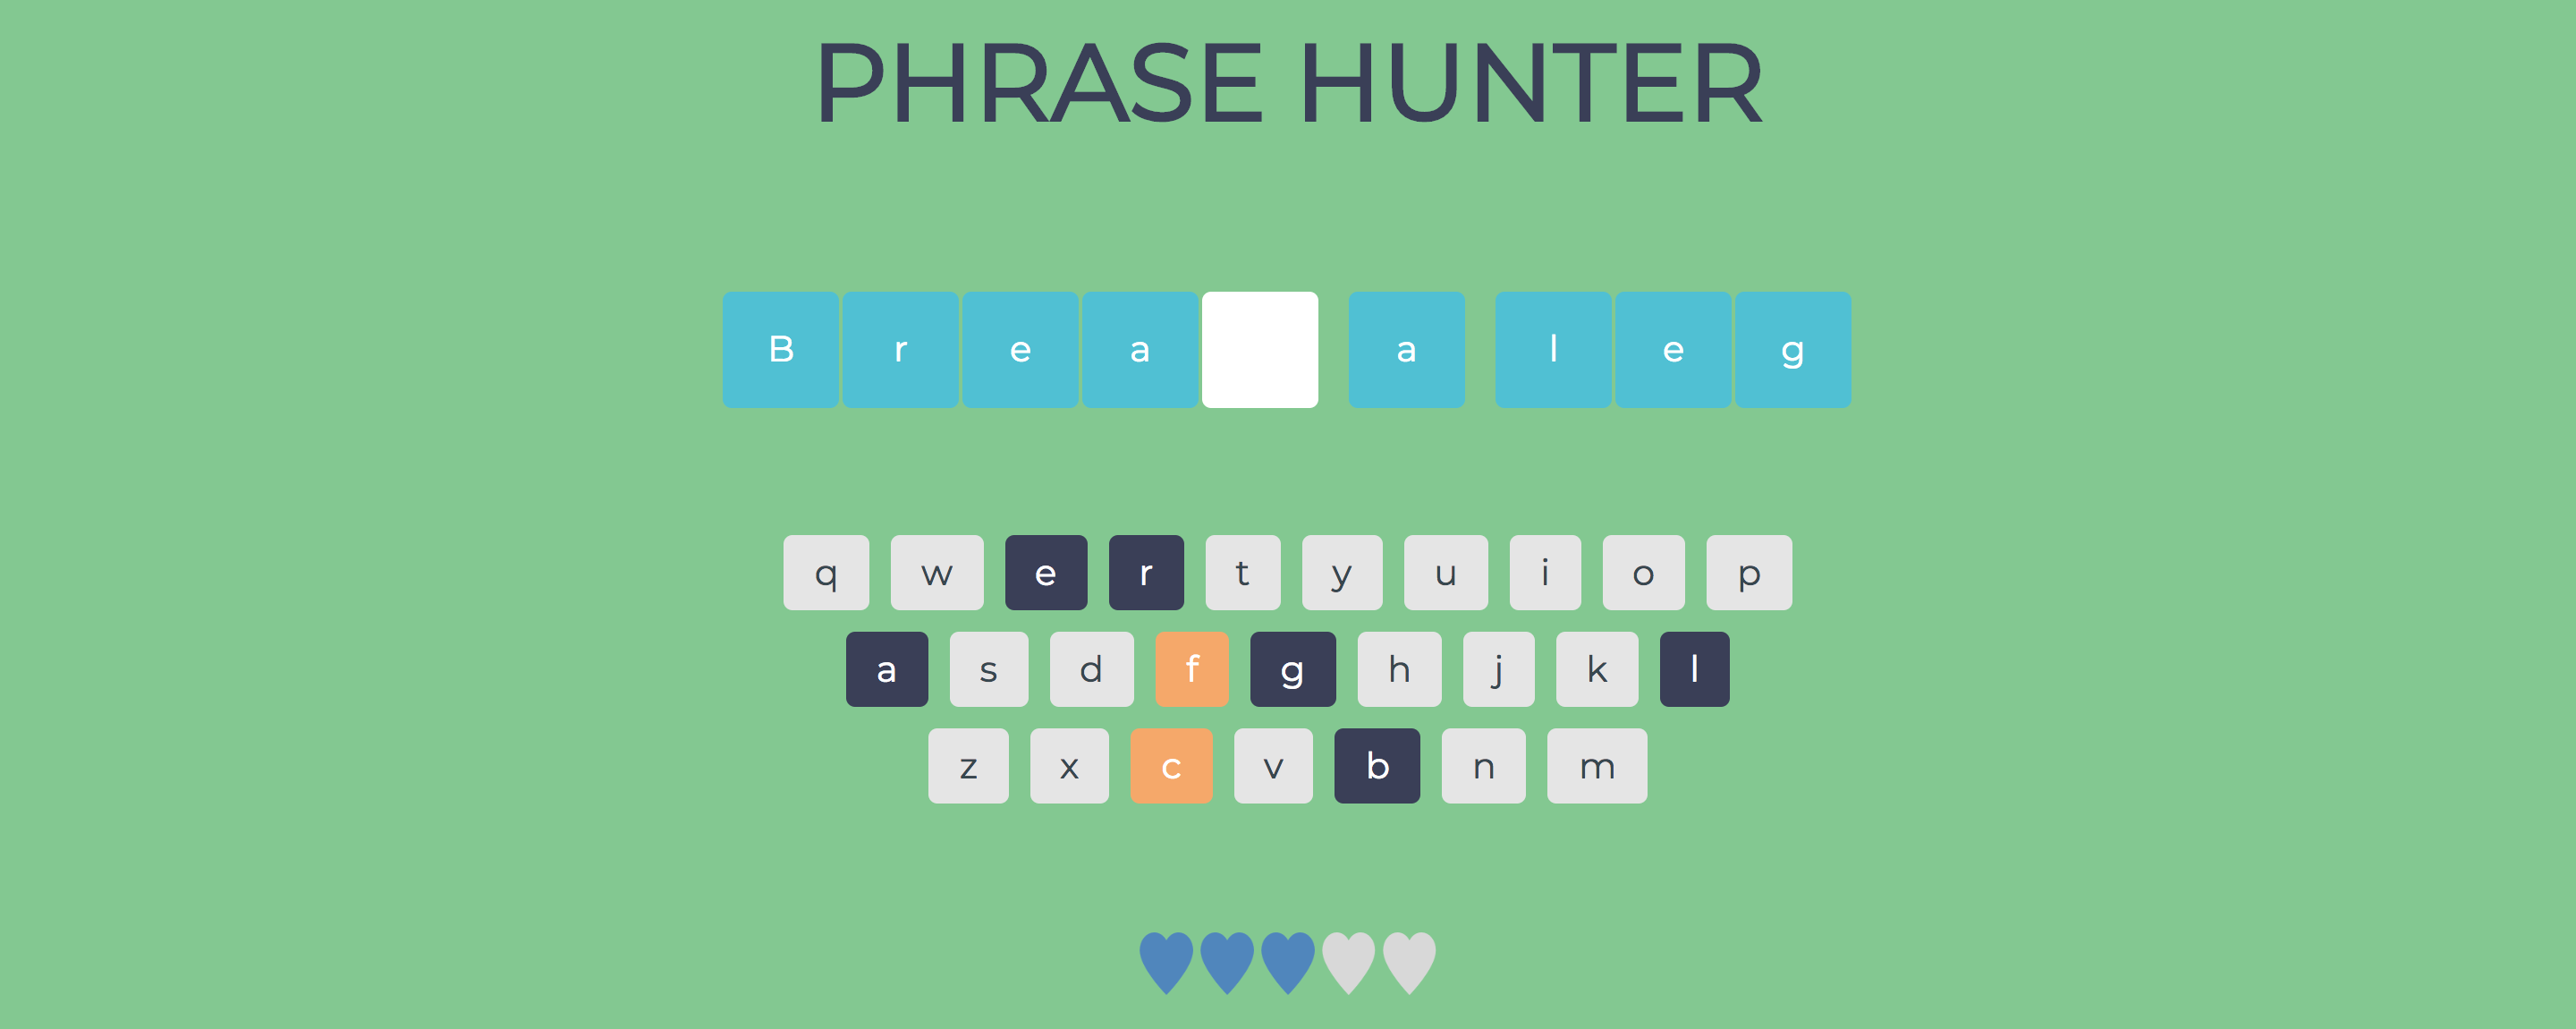 PHRASE HUNTER
B r e a a l e g
q w e r t y u i o p
a s d f g h j k l
z x c v b n m